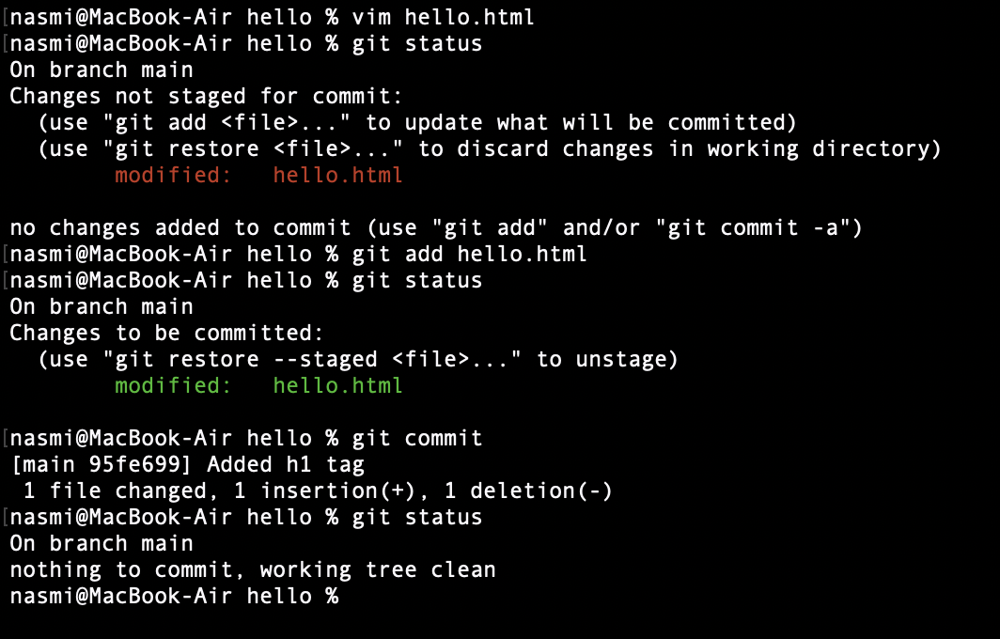 [nasmi@MacBook-Air hello % vim hello.html
[nasmi@MacBook-Air hello % git status
On branch main
Changes not staged for commit:
  (use "git add <file>..." to update what will be committed)
  (use "git restore <file>..." to discard changes in working directory)
        modified:   hello.html

no changes added to commit (use "git add" and/or "git commit -a")
[nasmi@MacBook-Air hello % git add hello.html
[nasmi@MacBook-Air hello % git status
On branch main
Changes to be committed:
  (use "git restore --staged <file>..." to unstage)
        modified:   hello.html

[nasmi@MacBook-Air hello % git commit
[main 95fe699] Added h1 tag
 1 file changed, 1 insertion(+), 1 deletion(-)
[nasmi@MacBook-Air hello % git status
On branch main
nothing to commit, working tree clean
nasmi@MacBook-Air hello %